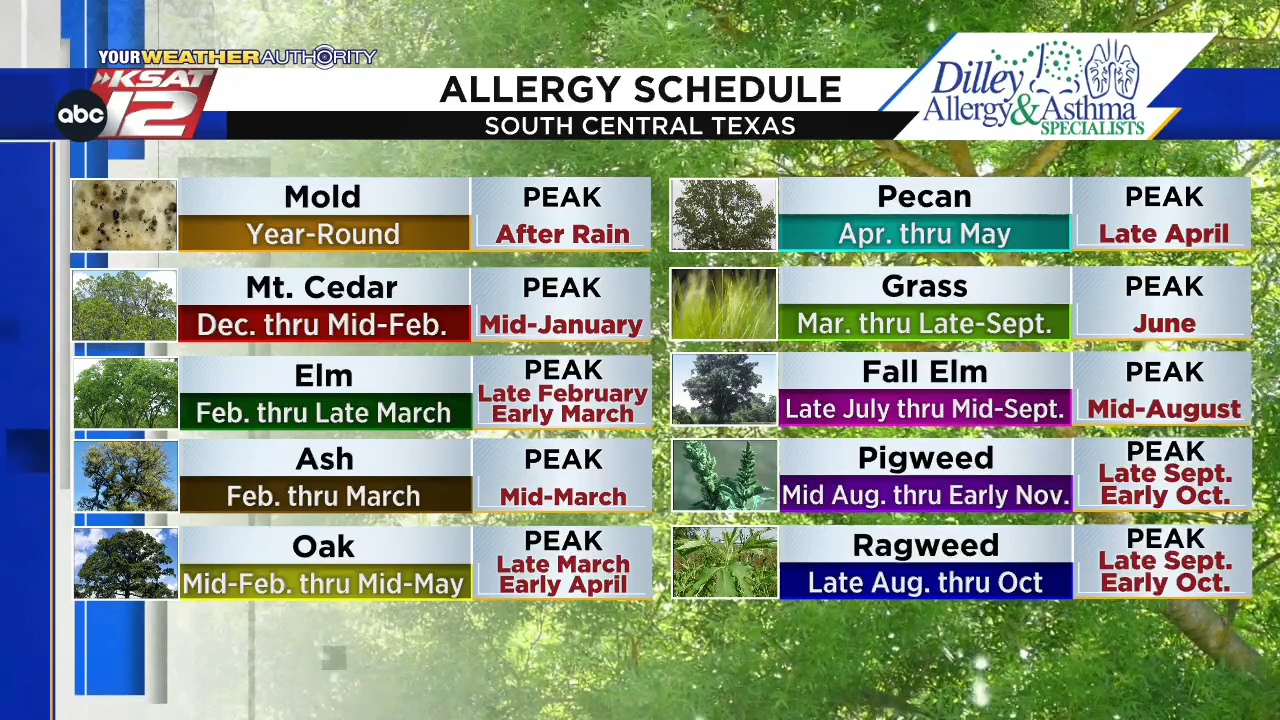 YOUR WEATHER AUTHORITY
KSAT
abc 12
ALLERGY SCHEDULE
SOUTH CENTRAL TEXAS
Dilley
Allergy & Asthma
SPECIALISTS
Mold
Year-Round
PEAK
After Rain
Mt. Cedar
Dec. thru Mid-Feb.
PEAK
Mid-January
Elm
Feb. thru Late March
PEAK
Late February
Early March
Ash
Feb. thru March
PEAK
Mid-March
Oak
Mid-Feb. thru Mid-May
PEAK
Late March
Early April
Pecan
Apr. thru May
PEAK
Late April
Grass
Mar. thru Late-Sept.
PEAK
June
Fall Elm
Late July thru Mid-Sept.
PEAK
Mid-August
Pigweed
Mid Aug. thru Early Nov.
PEAK
Late Sept.
Early Oct.
Ragweed
Late Aug. thru Oct
PEAK
Late Sept.
Early Oct.